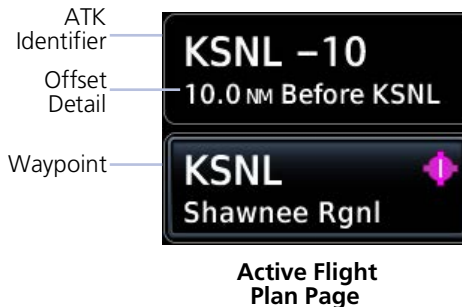 ATK
Identifier
KSNL –10
Offset
Detail
10.0 NM Before KSNL
Waypoint
KSNL
Shawnee Rgnl
Active Flight
Plan Page